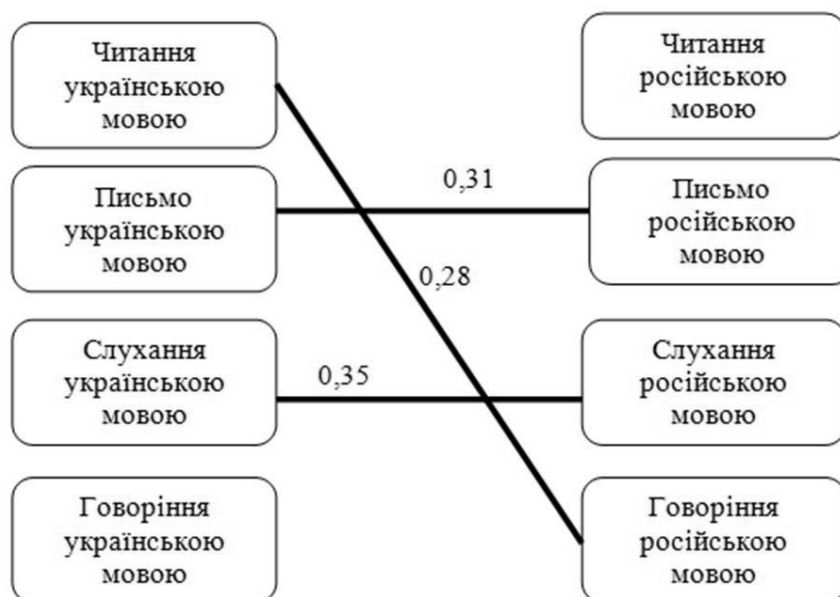 Читання
українською
мовою
Читання
російською
мовою
Письмо
українською
мовою
0,31
Письмо
російською
мовою
0,28
Слухання
українською
мовою
0,35
Слухання
російською
мовою
Говоріння
українською
мовою
Говоріння
російською
мовою